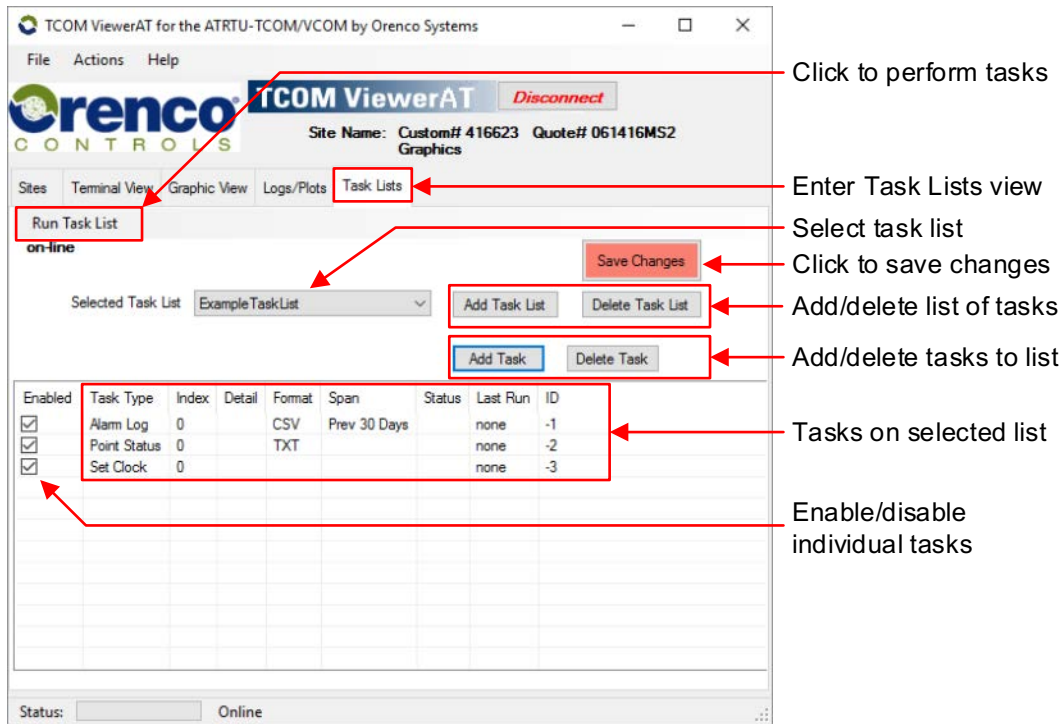 TCOM ViewerAT for the ATRTU-TCOM/VCOM by Orenco Systems
File Actions Help
Click to perform tasks
Orenco
CONTROLS
TCOM ViewerAT
Disconnect
Site Name: Custom# 416623 Quote# 061416MS2
Graphics
Sites Terminal View Graphic View Logs/Plots Task Lists
Enter Task Lists view
Run Task List
Select task list
on-line
Save Changes
Click to save changes
Selected Task List ExampleTaskList
Add Task List Delete Task List
Add/delete list of tasks
Add Task Delete Task
Add/delete tasks to list
Enabled Task Type Index Detail Format Span Status Last Run ID
Alarm Log 0 CSV Prev 30 Days none -1
Point Status 0 TXT none -2
Set Clock 0 none -3
Tasks on selected list
Enable/disable
individual tasks
Status: Online